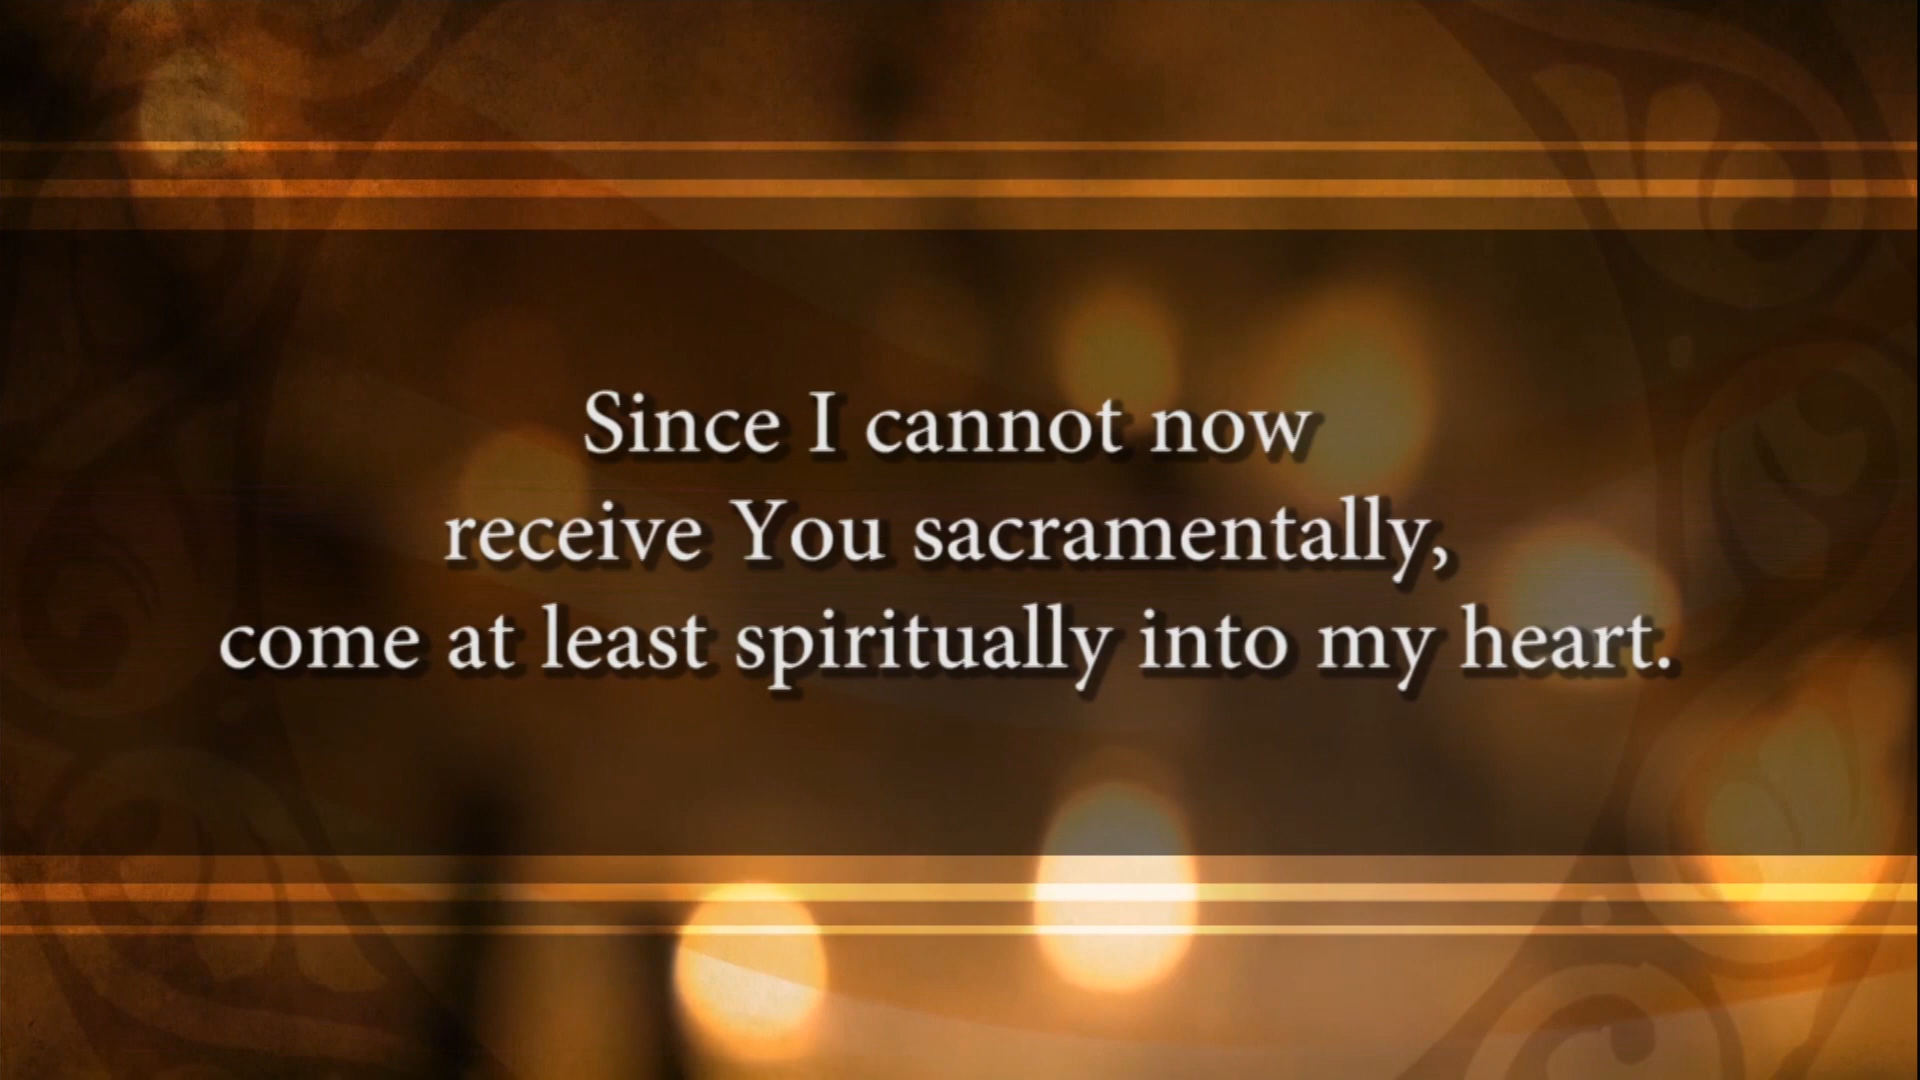 Since I cannot now
receive You sacramentally,
come at least spiritually into my heart.